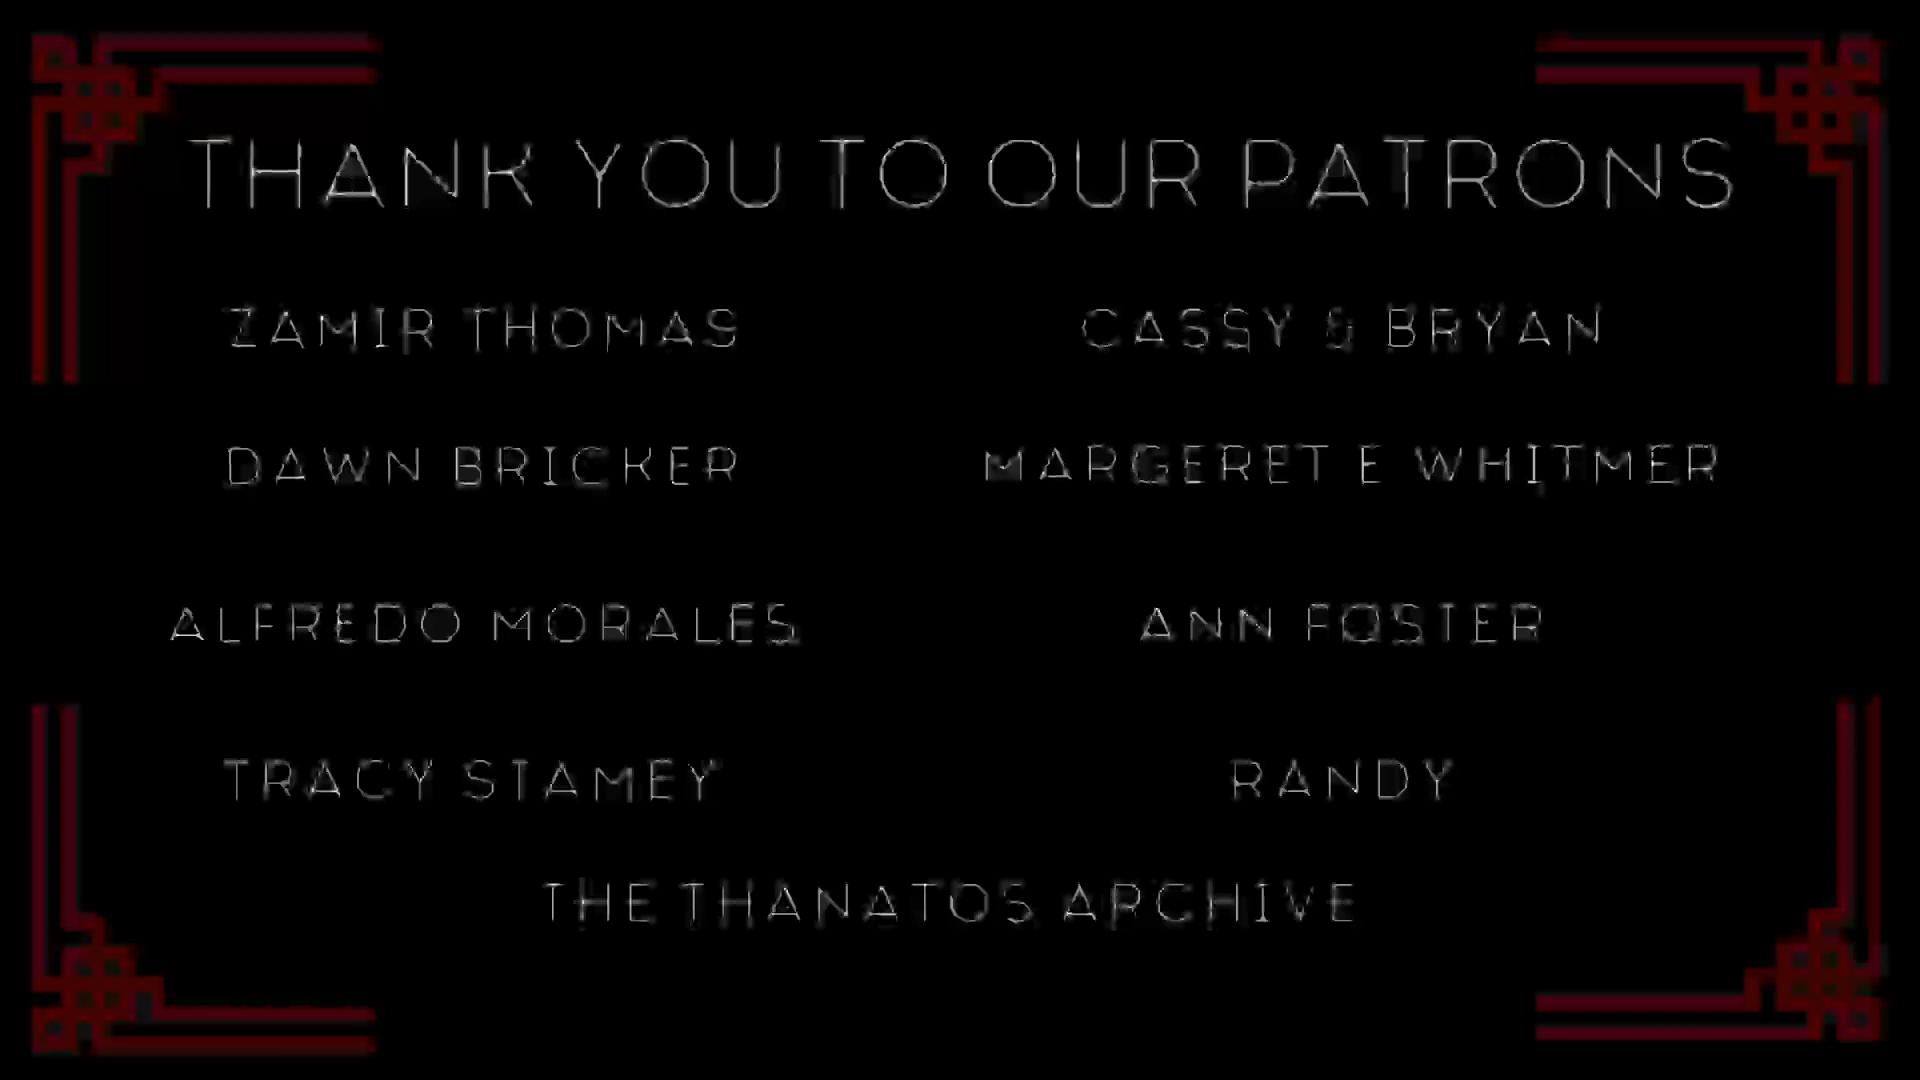 THANK YOU TO OUR PATRONS
ZAMIR THOMAS
CASSY & BRYAN
DAWN BRICKER
MARGERET E WHITMER
ALFREDO MORALES
ANN FOSTER
TRACY STAMEY
RANDY
THE THANATOS ARCHIVE